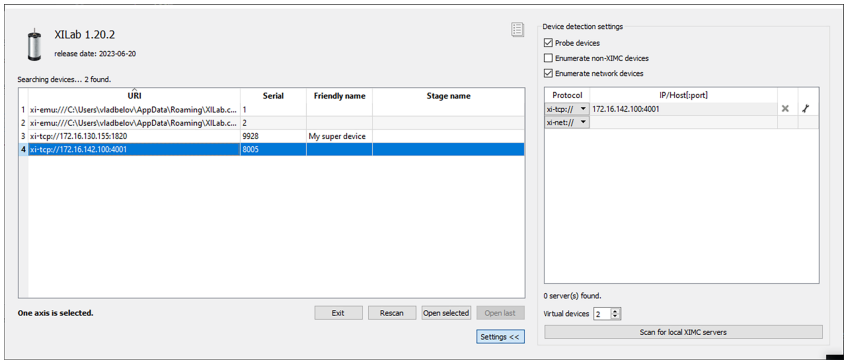 XILab 1.20.2
release date: 2023-06-20
Searching devices... 2 found.
URI Serial Friendly name Stage name
1 xi-emu:///C:\Users\vladbelov\AppData\Roaming\XILab.c... 1
2 xi-emu:///C:\Users\vladbelov\AppData\Roaming\XILab.c... 2
3 xi-tcp://172.16.130.155:1820 9928 My super device
4 xi-tcp://172.16.142.100:4001 8005
One axis is selected.
Exit Rescan Open selected Open last
Settings <<
Device detection settings
Probe devices
Enumerate non-XIMC devices
Enumerate network devices
Protocol IP/Host[:port]
xi-tcp:// 172.16.142.100:4001
xi-net://
0 server(s) found.
Virtual devices 2
Scan for local XIMC servers